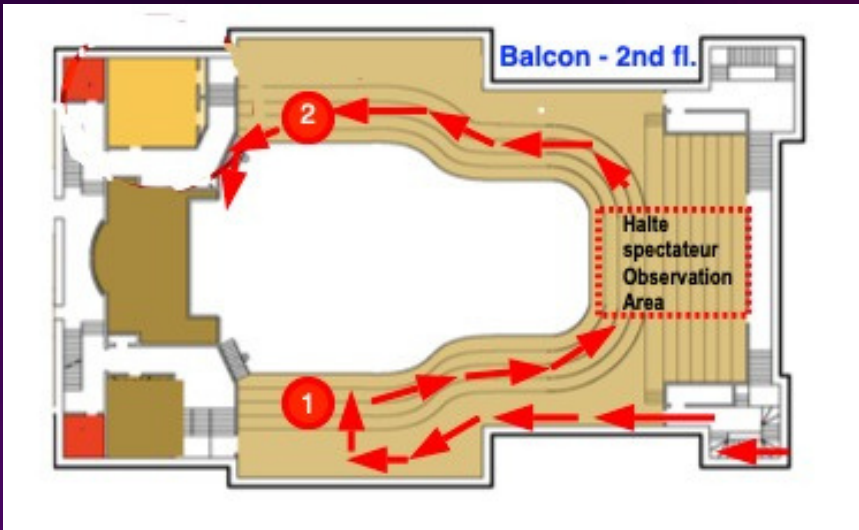 Balcon - 2nd fl.
2
Halte
spectateur
Observation
Area
1